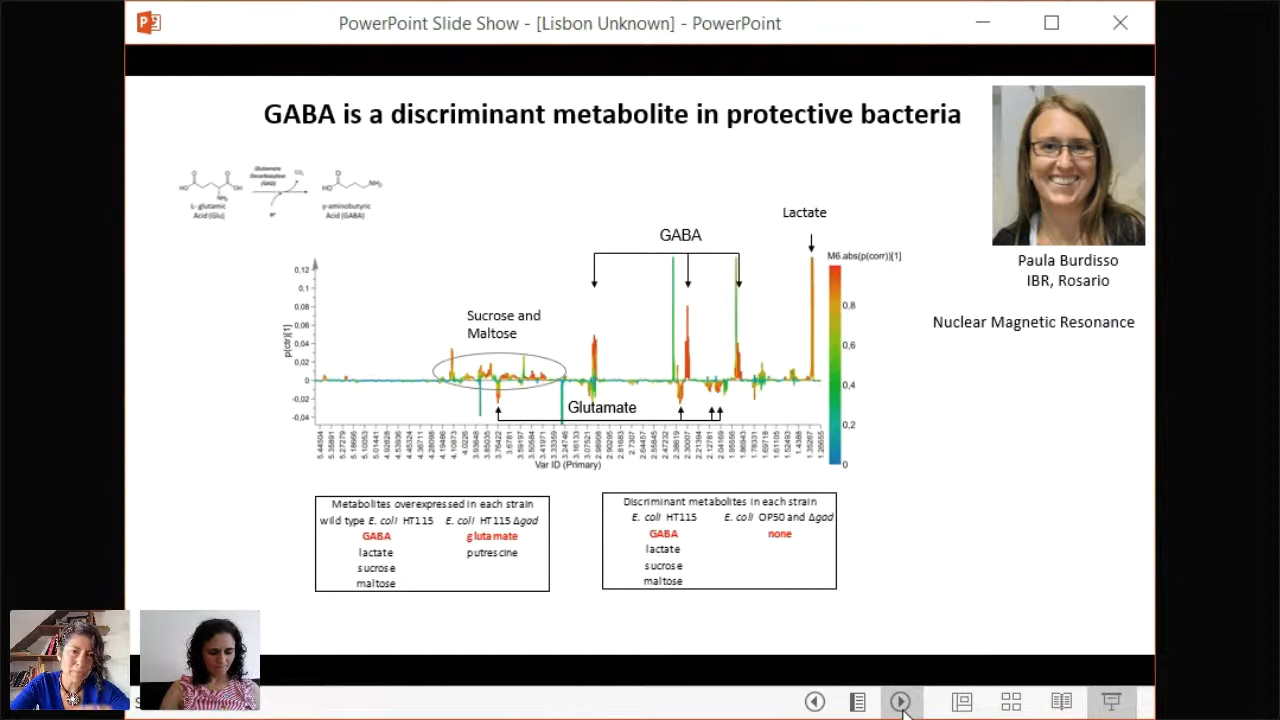 PowerPoint Slide Show - [Lisbon Unknown] - PowerPoint
GABA is a discriminant metabolite in protective bacteria
Glutamate
Decarboxylase
(GAD)
CO₂
HO
OH
NH₂
H⁺
L- glutamic
Acid (Glu)
HO
NH₂
γ-aminobutyric
Acid (GABA)
Lactate
GABA
M6.abs(p(corr))[1]
Paula Burdisso
IBR, Rosario
Nuclear Magnetic Resonance
Sucrose and
Maltose
p(ctr)[1]
0,12
0,1
0,08
0,06
0,04
0,02
0
-0,02
-0,04
0,8
0,6
0,4
0,2
0
Glutamate
Var ID (Primary)
Metabolites overexpressed in each strain
wild type E. coli HT115 E. coli HT115 Δgad
GABA glutamate
lactate putrescine
sucrose
maltose
Discriminant metabolites in each strain
E. coli HT115 E. coli OP50 and Δgad
GABA none
lactate
sucrose
maltose